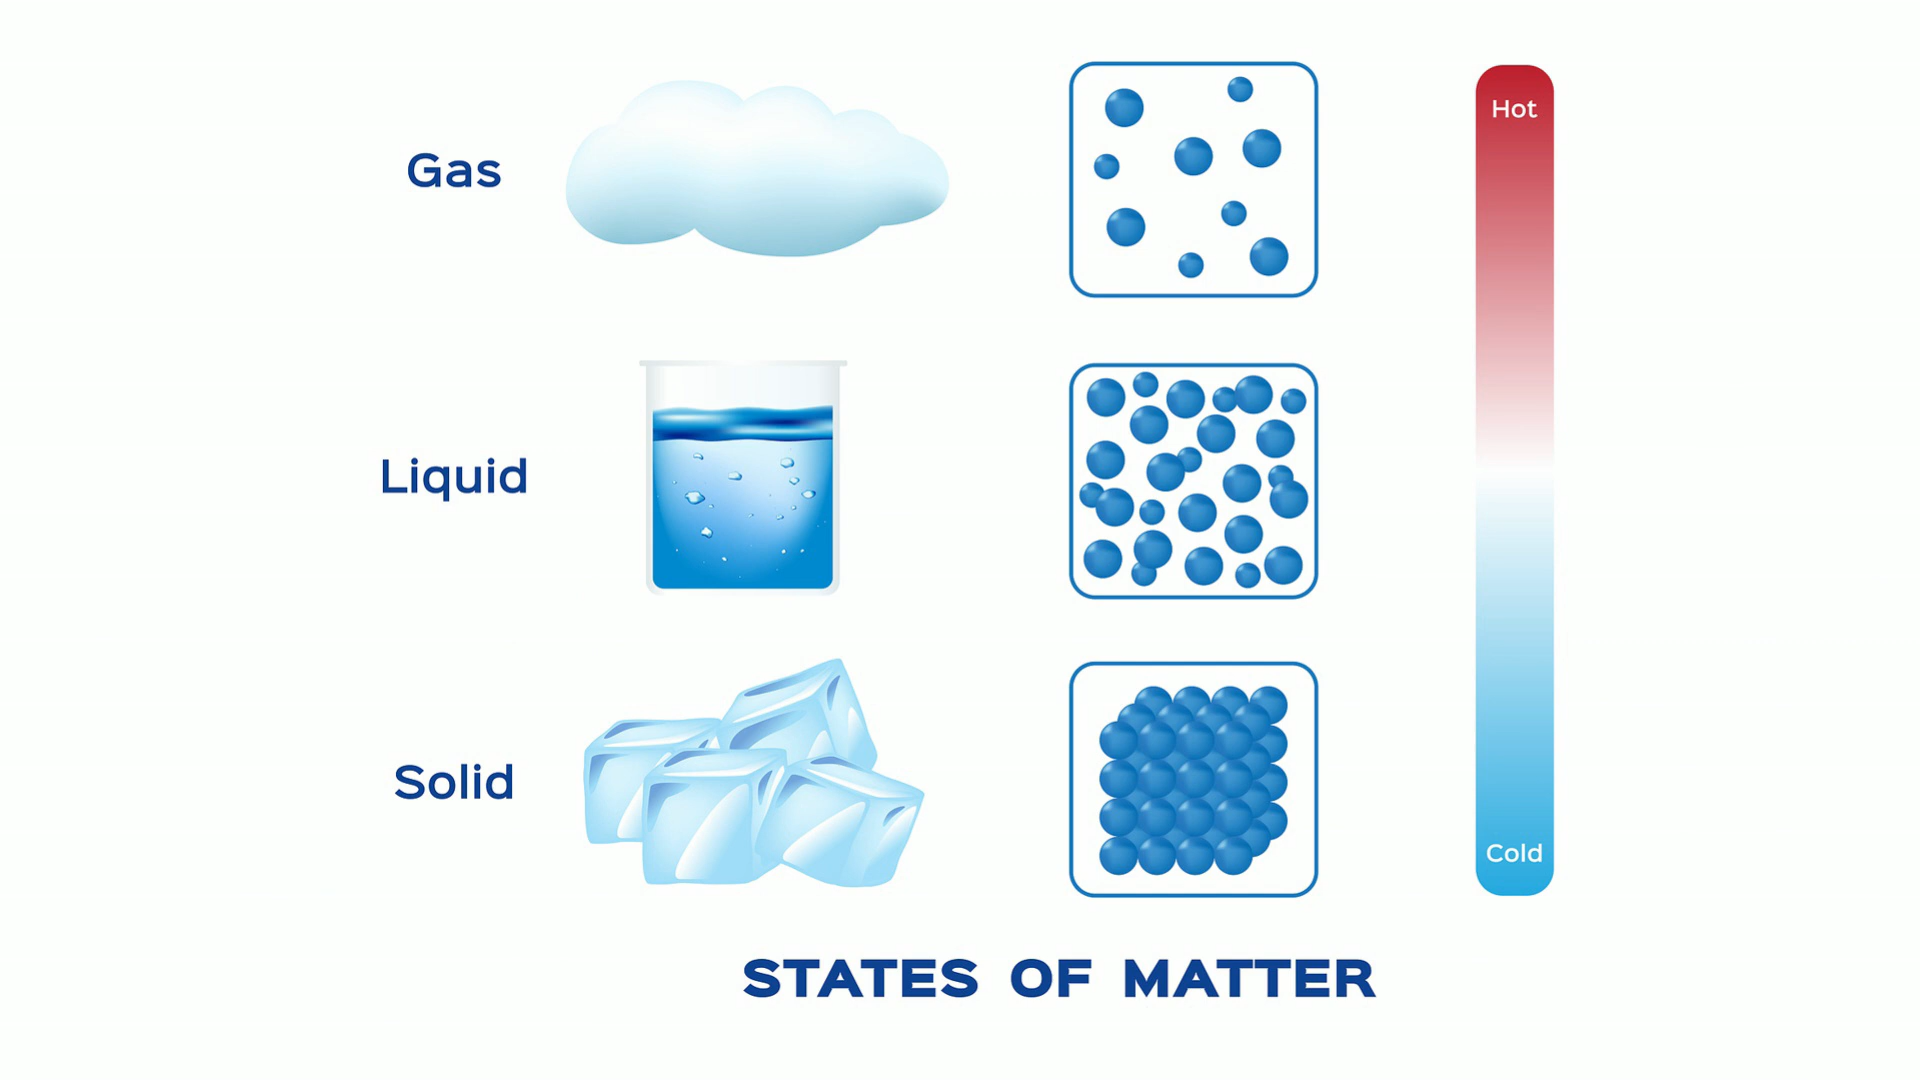 Gas
Hot
Liquid
Solid
Cold
STATES OF MATTER